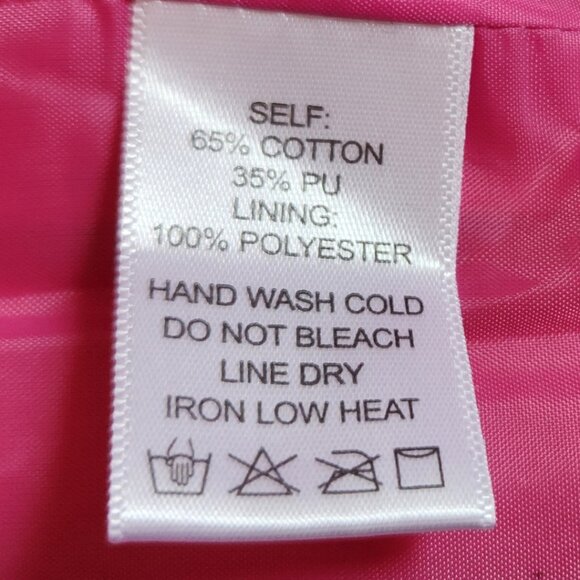 SELF:
65% COTTON
35% PU
LINING:
100% POLYESTER
HAND WASH COLD
DO NOT BLEACH
LINE DRY
IRON LOW HEAT